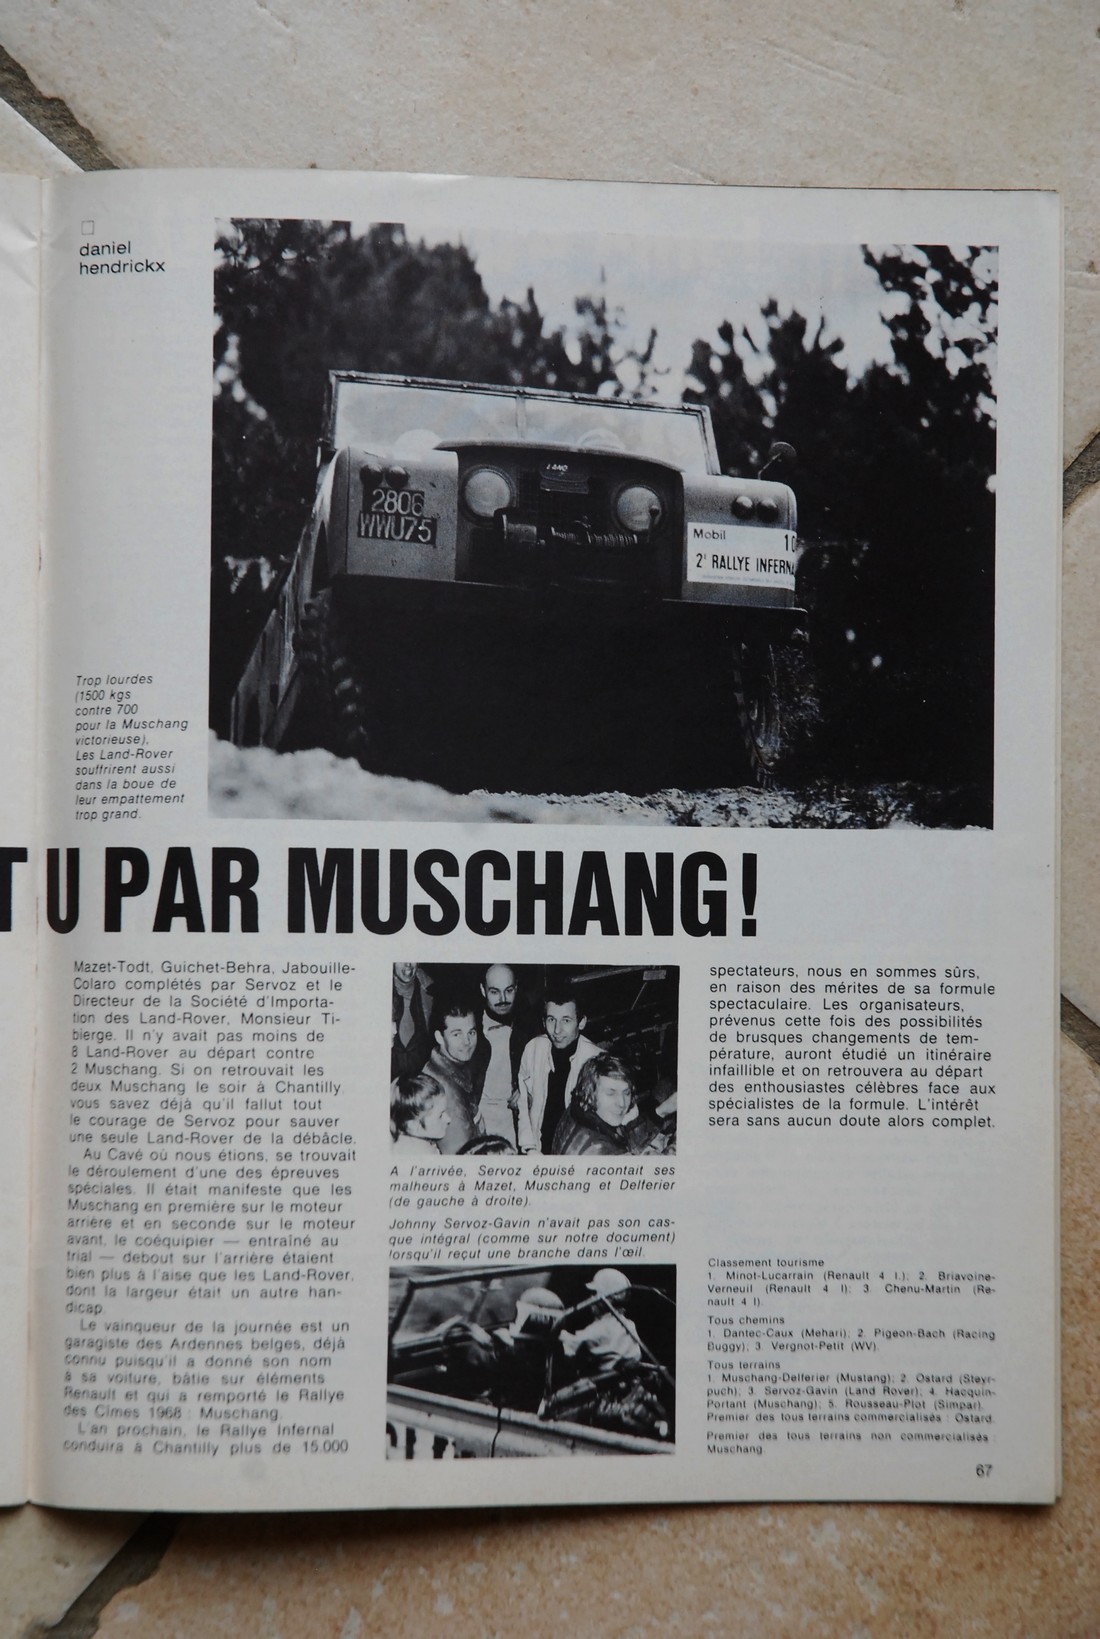 daniel
hendrickx
LAND
2806
WWU75
Mobil 10
2e RALLYE INFERNA
Trop lourdes
(1500 kgs
contre 700
pour la Muschang
victorieuse),
Les Land-Rover
souffrirent aussi
dans la boue de
leur empattement
trop grand.
TU PAR MUSCHANG!
Mazet-Todt, Guichet-Behra, Jabouille-
Colaro complétés par Servoz et le
Directeur de la Société d'Importa-
tion des Land-Rover, Monsieur Ti-
bierge. Il n'y avait pas moins de
8 Land-Rover au départ contre
2 Muschang. Si on retrouvait les
deux Muschang le soir à Chantilly,
vous savez déjà qu'il fallut tout
le courage de Servoz pour sauver
une seule Land-Rover de la débâcle.
Au Cavé où nous étions, se trouvait
le déroulement d'une des épreuves
spéciales. Il était manifeste que les
Muschang en première sur le moteur
arrière et en seconde sur le moteur
avant, le coéquipier — entraîné au
trial — debout sur l'arrière étaient
bien plus à l'aise que les Land-Rover,
dont la largeur était un autre han-
dicap.
Le vainqueur de la journée est un
garagiste des Ardennes belges, déjà
connu puisqu'il a donné son nom
à sa voiture, bâtie sur éléments
Renault et qui a remporté le Rallye
des Cîmes 1968 : Muschang.
L'an prochain, le Rallye Infernal
conduira à Chantilly plus de 15.000
A l'arrivée, Servoz épuisé racontait ses
malheurs à Mazet, Muschang et Delferier
(de gauche à droite).
Johnny Servoz-Gavin n'avait pas son cas-
que intégral (comme sur notre document)
lorsqu'il reçut une branche dans l'œil.
spectateurs, nous en sommes sûrs,
en raison des mérites de sa formule
spectaculaire. Les organisateurs,
prévenus cette fois des possibilités
de brusques changements de tem-
pérature, auront étudié un itinéraire
infaillible et on retrouvera au départ
des enthousiastes célèbres face aux
spécialistes de la formule. L'intérêt
sera sans aucun doute alors complet.
Classement tourisme
1. Minot-Lucarrain (Renault 4 l.); 2. Briavoine-
Verneuil (Renault 4 l); 3. Chenu-Martin (Re-
nault 4 l).
Tous chemins
1. Dantec-Caux (Mehari); 2. Pigeon-Bach (Racing
Buggy); 3. Vergnot-Petit (WV).
Tous terrains
1. Muschang-Delferier (Mustang); 2. Ostard (Steyr-
puch); 3. Servoz-Gavin (Land Rover); 4. Hacquin-
Portant (Muschang); 5. Rousseau-Plot (Simpar).
Premier des tous terrains commercialisés : Ostard.
Premier des tous terrains non commercialisés :
Muschang.
67